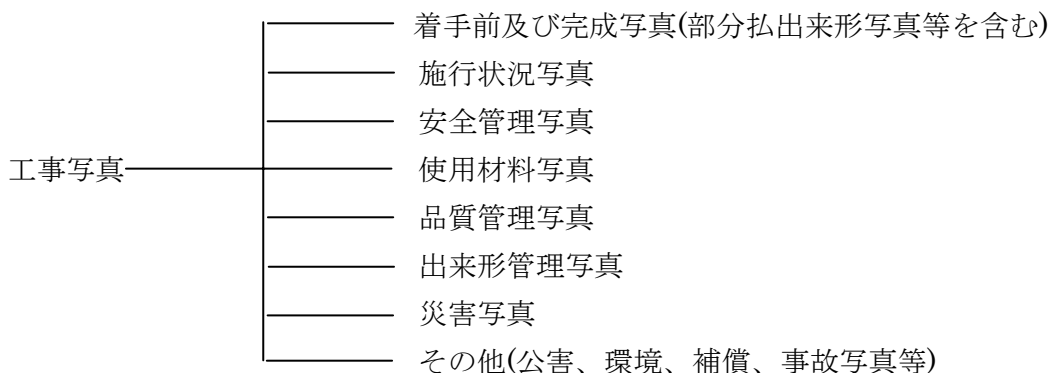 着手前及び完成写真(部分払出来形写真等を含む)
施行状況写真
安全管理写真
工事写真
使用材料写真
品質管理写真
出来形管理写真
災害写真
その他(公害、環境、補償、事故写真等)